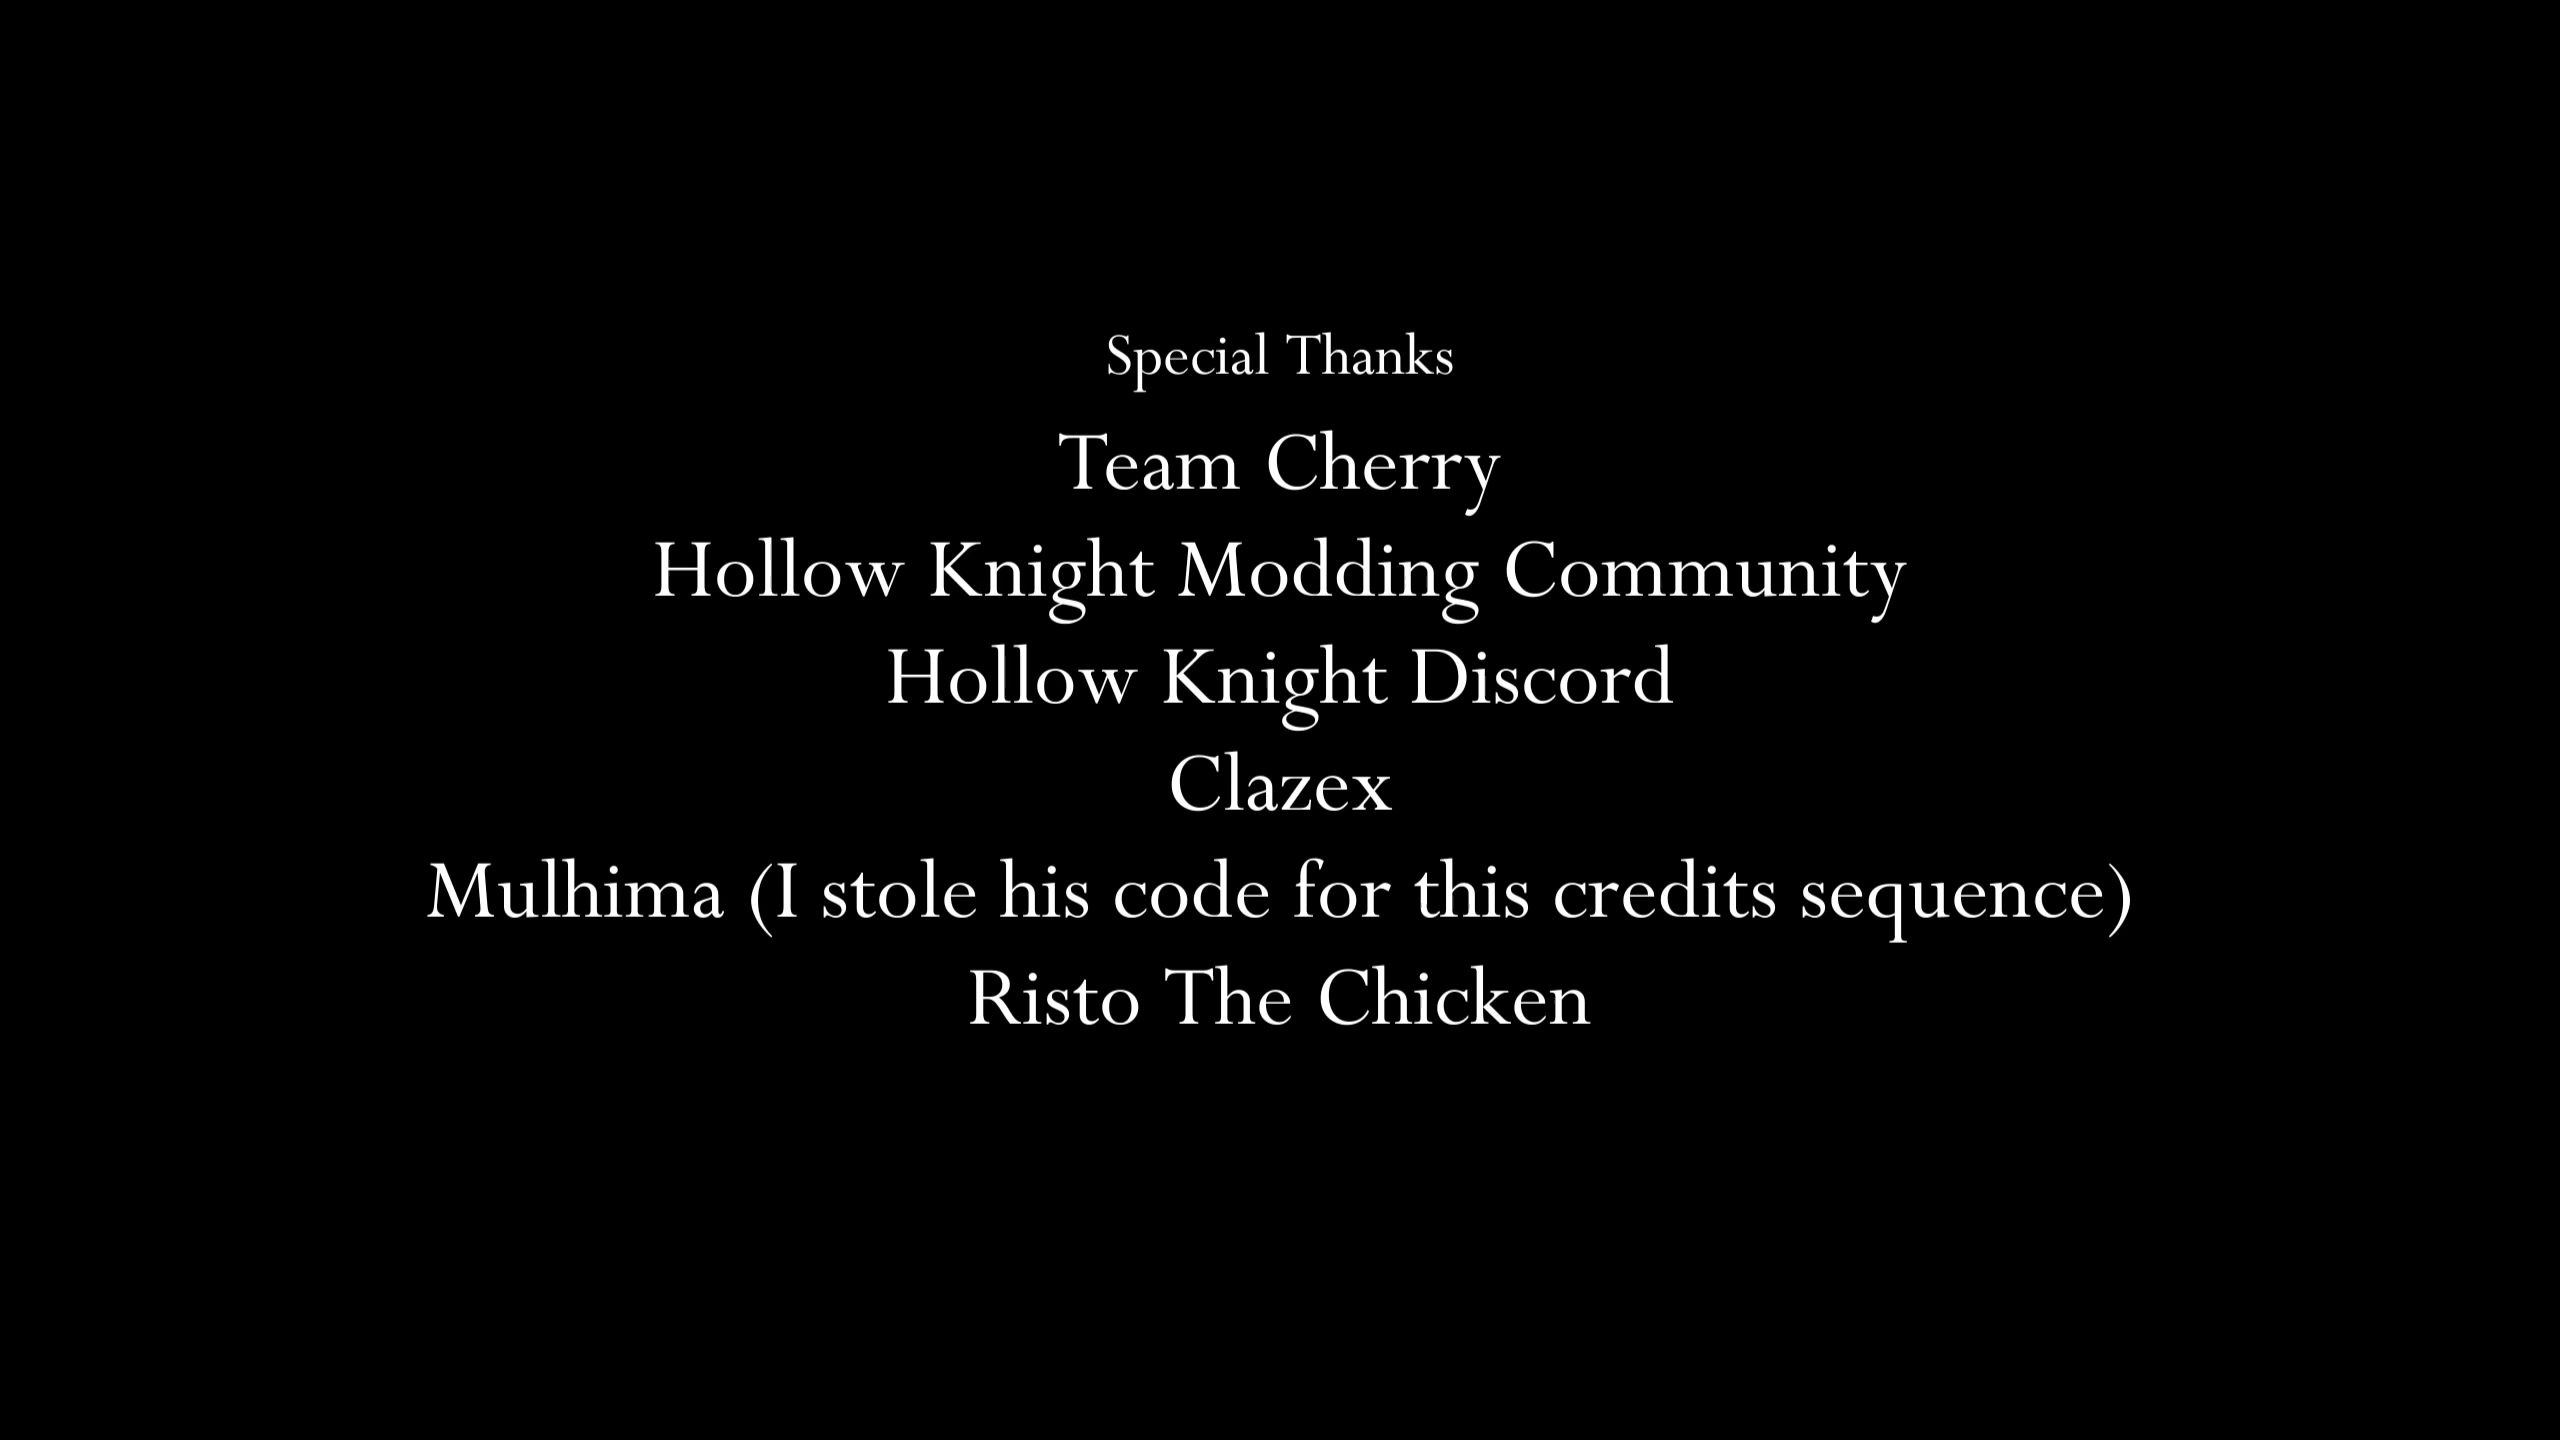 Special Thanks
Team Cherry
Hollow Knight Modding Community
Hollow Knight Discord
Clazex
Mulhima (I stole his code for this credits sequence)
Risto The Chicken